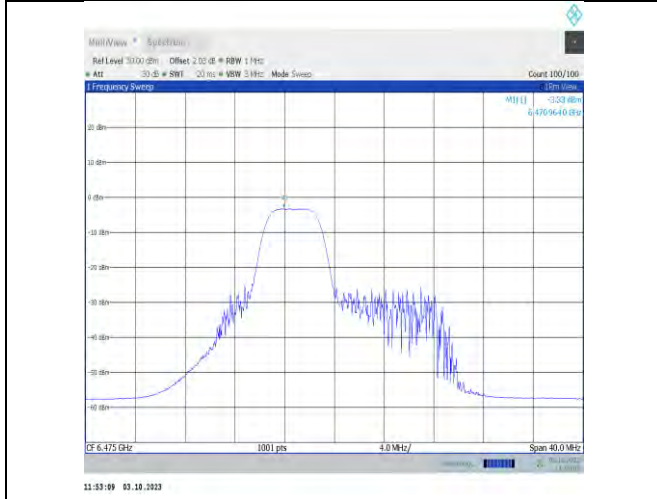 MultiView Spectrum
Ref Level 30.00 dBm Offset 2.02 dB RBW 1 MHz
Att 30 dB SWT 20 ms VBW 3 MHz Mode Sweep Count 100/100
1 Frequency Sweep 1Rm View
M1[1] -3.33 dBm
6.4709640 GHz
20 dBm
10 dBm
0 dBm
-10 dBm
-20 dBm
-30 dBm
-40 dBm
-50 dBm
-60 dBm
CF 6.475 GHz 1001 pts 4.0 MHz/ Span 40.0 MHz
11:53:09 03.10.2023